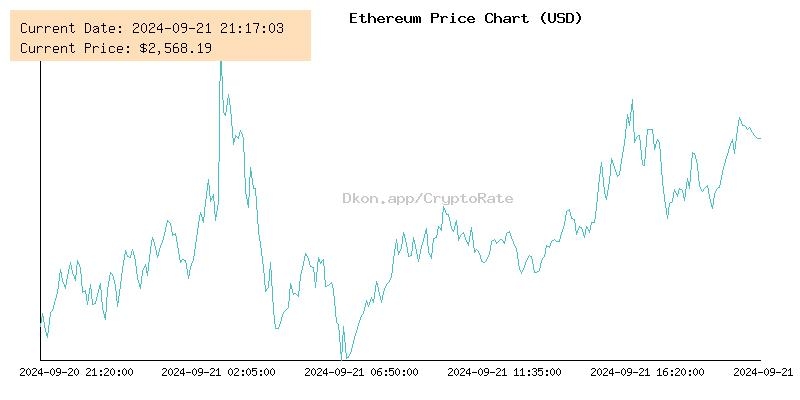 Ethereum Price Chart (USD)
Current Date: 2024-09-21 21:17:03
Current Price: $2,568.19
Dkon.app/CryptoRate
2024-09-20 21:20:00
2024-09-21 02:05:00
2024-09-21 06:50:00
2024-09-21 11:35:00
2024-09-21 16:20:00
2024-09-21